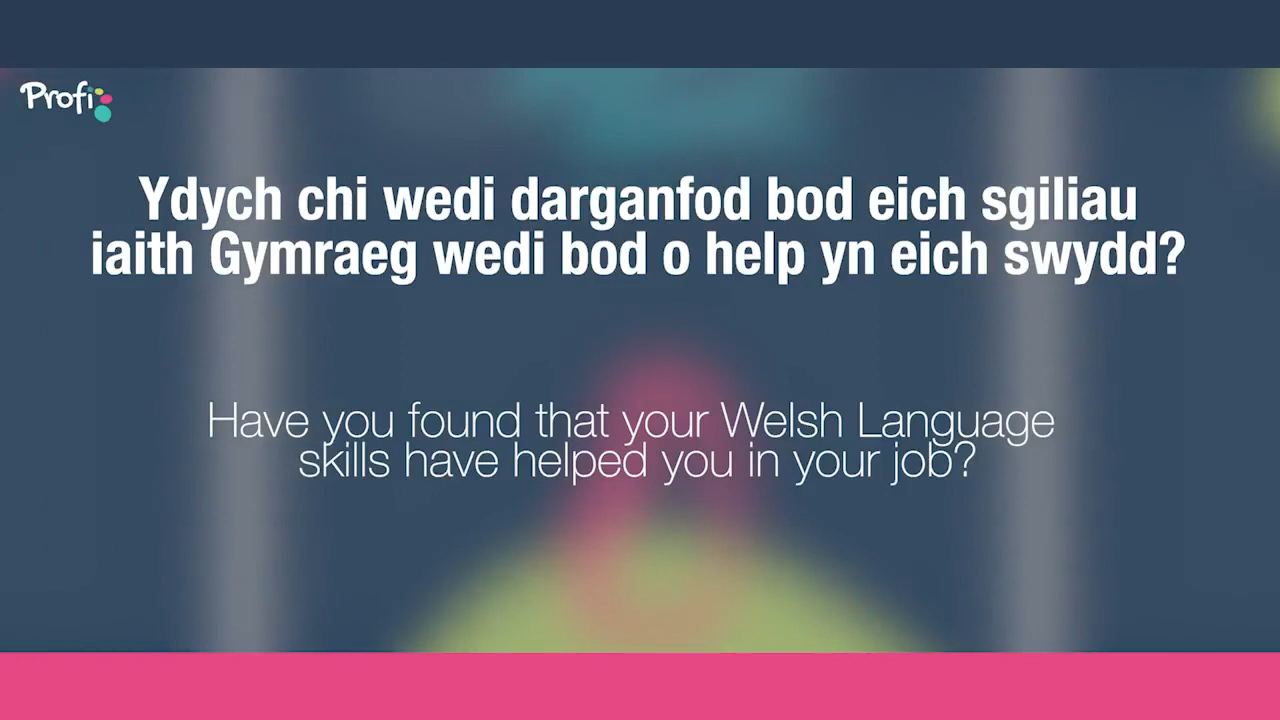 Profi
Ydych chi wedi darganfod bod eich sgiliau
iaith Gymraeg wedi bod o help yn eich swydd?
Have you found that your Welsh Language
skills have helped you in your job?